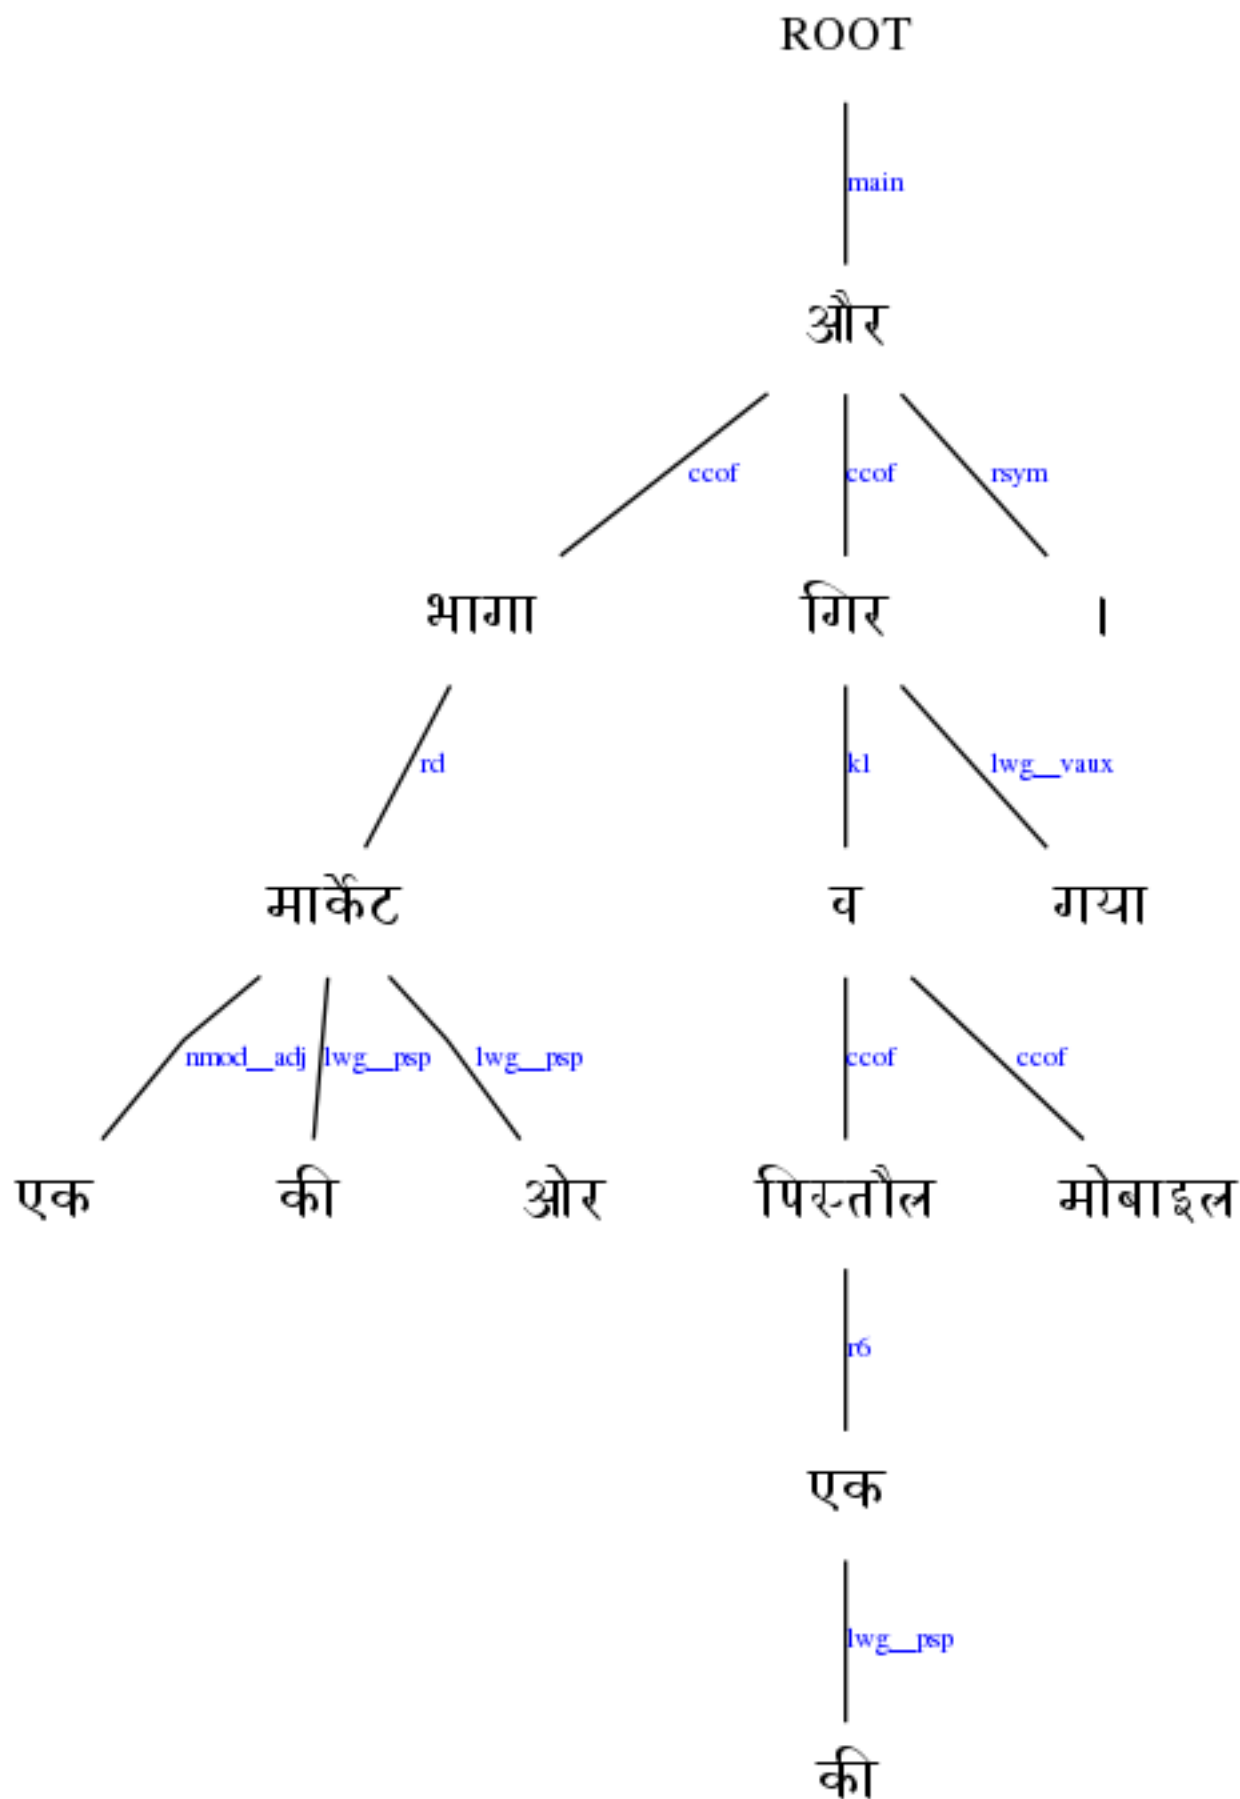 ROOT
main
और
ccof ccof rsym
भागा गिर ।
rd k1 lwg__vaux
मार्केट व गया
nmod__adj lwg__psp lwg__psp ccof ccof
एक की ओर पिस्तौल मोबाइल
r6
एक
lwg__psp
की